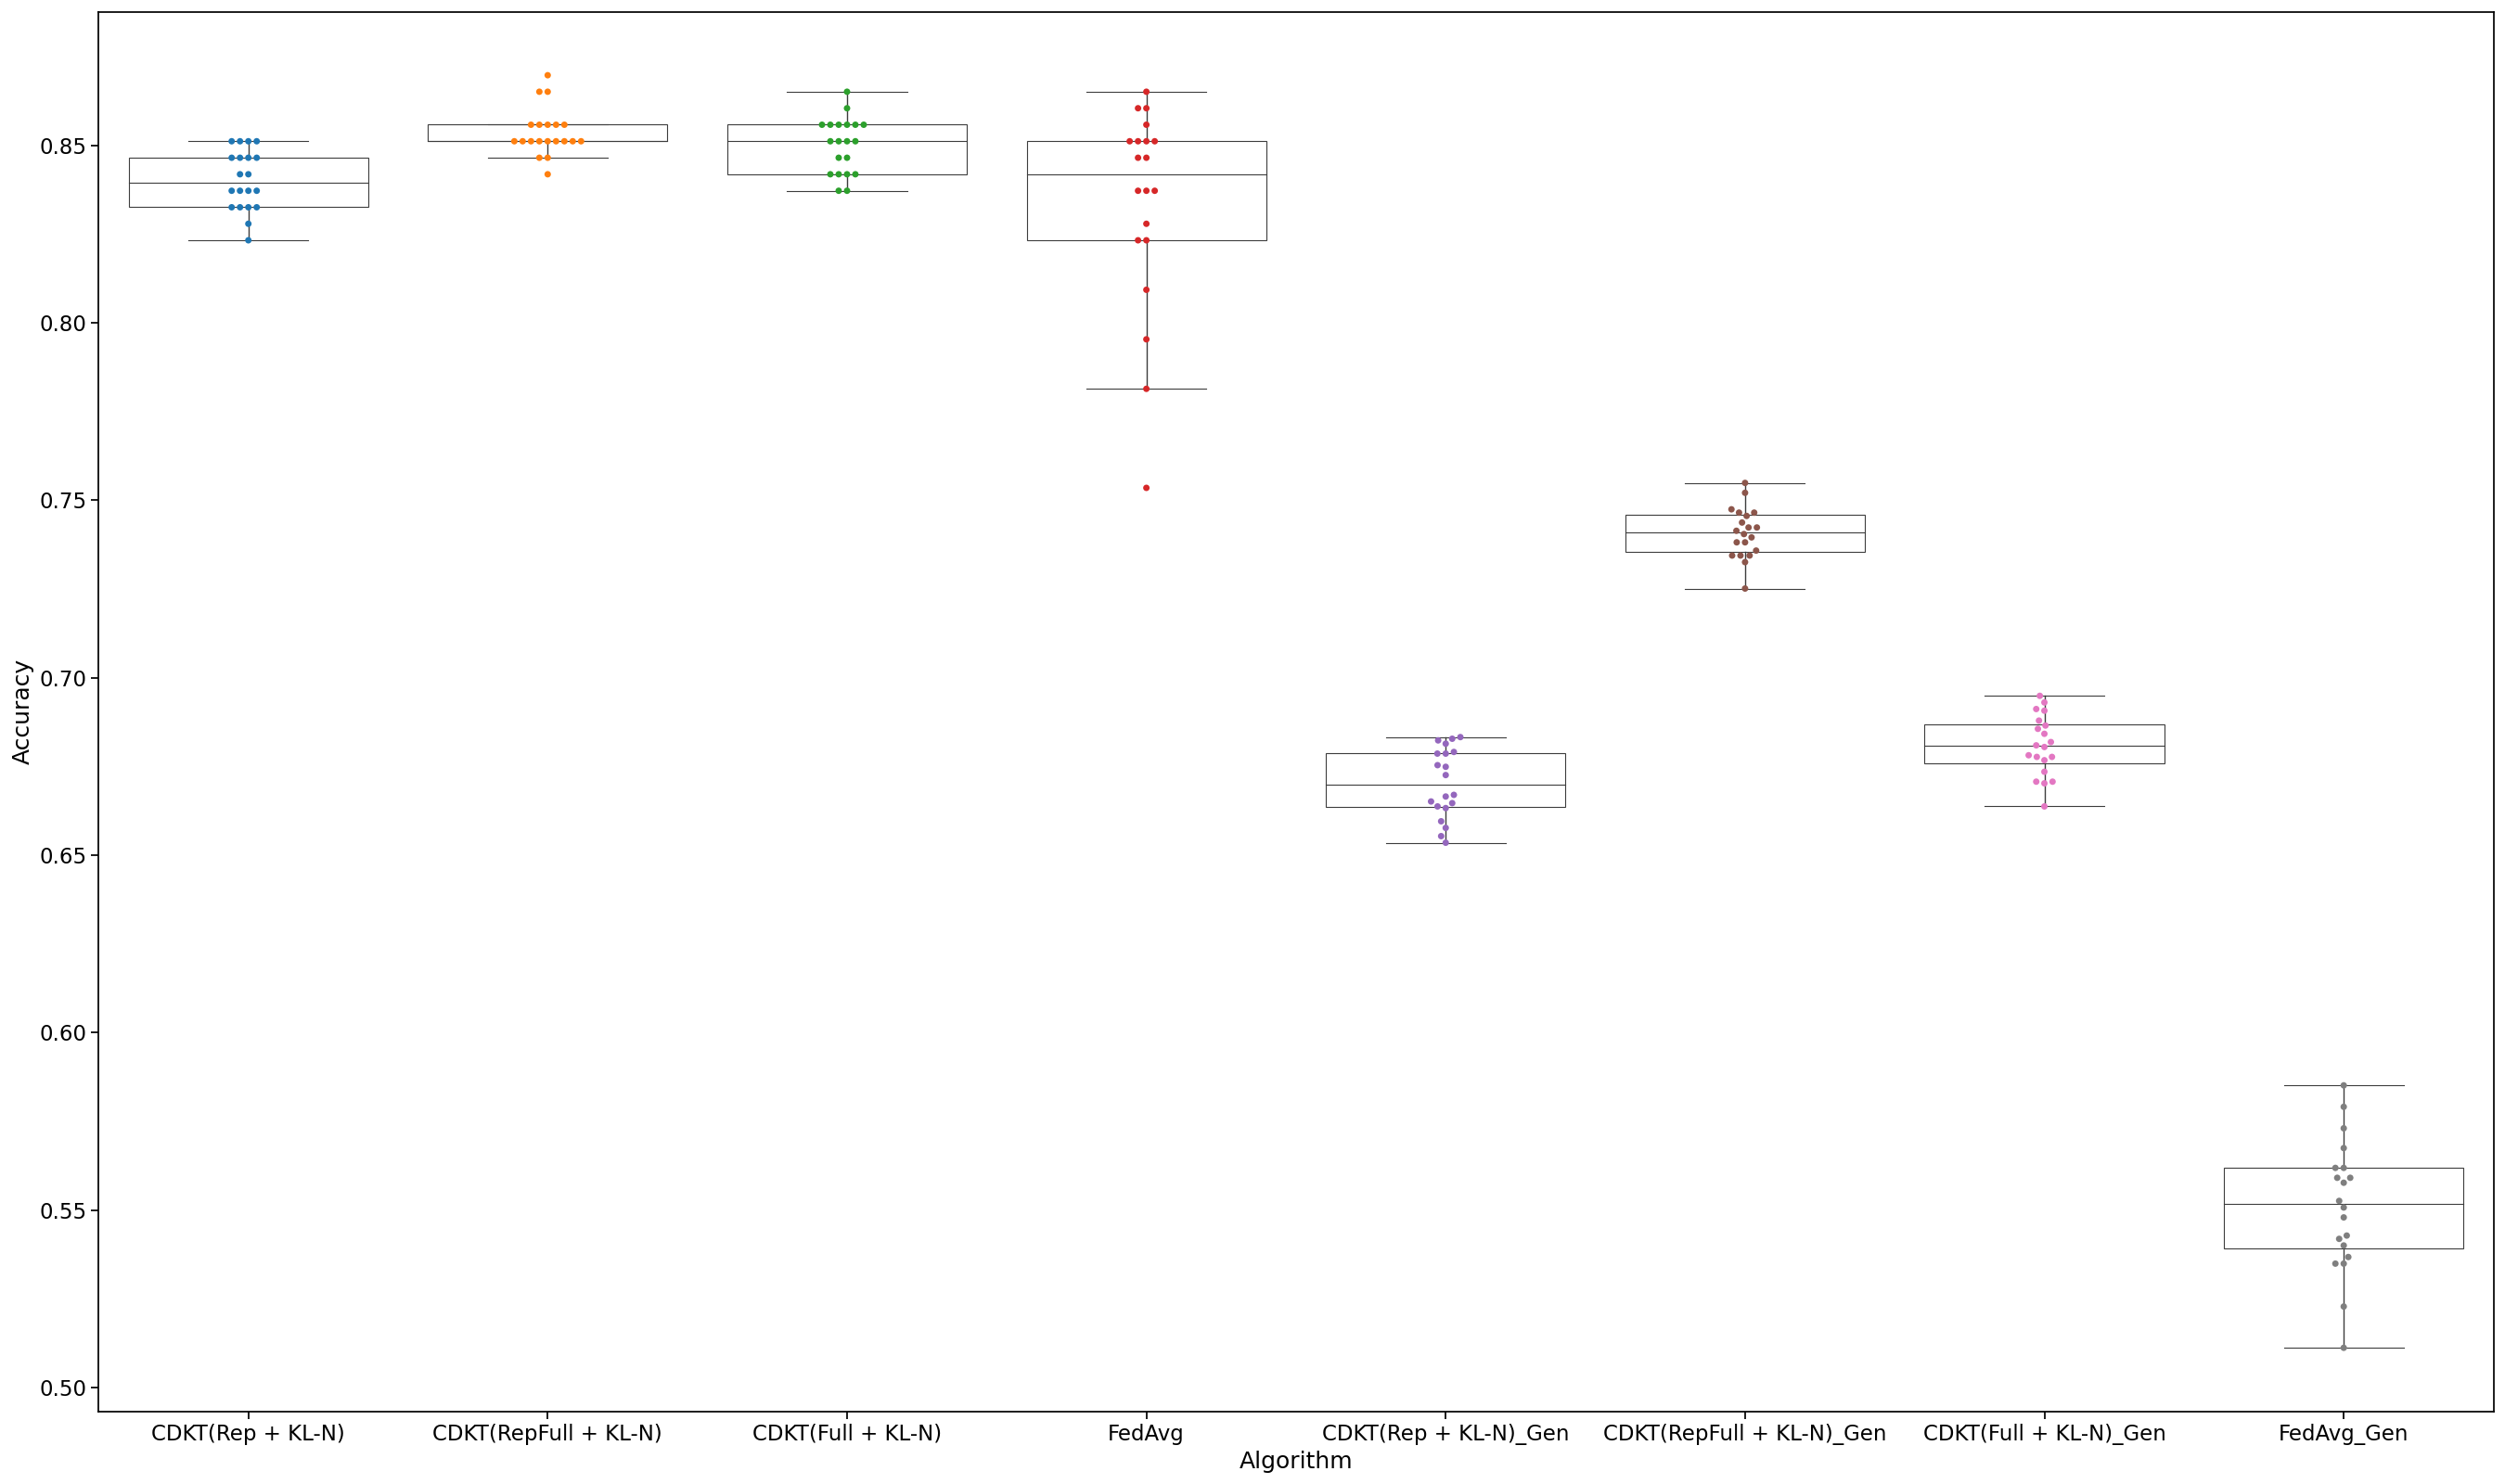 0.85
0.80
0.75
0.70
0.65
0.60
0.55
0.50
Accuracy
CDKT(Rep + KL-N) CDKT(RepFull + KL-N) CDKT(Full + KL-N) FedAvg CDKT(Rep + KL-N)_Gen CDKT(RepFull + KL-N)_Gen CDKT(Full + KL-N)_Gen FedAvg_Gen
Algorithm